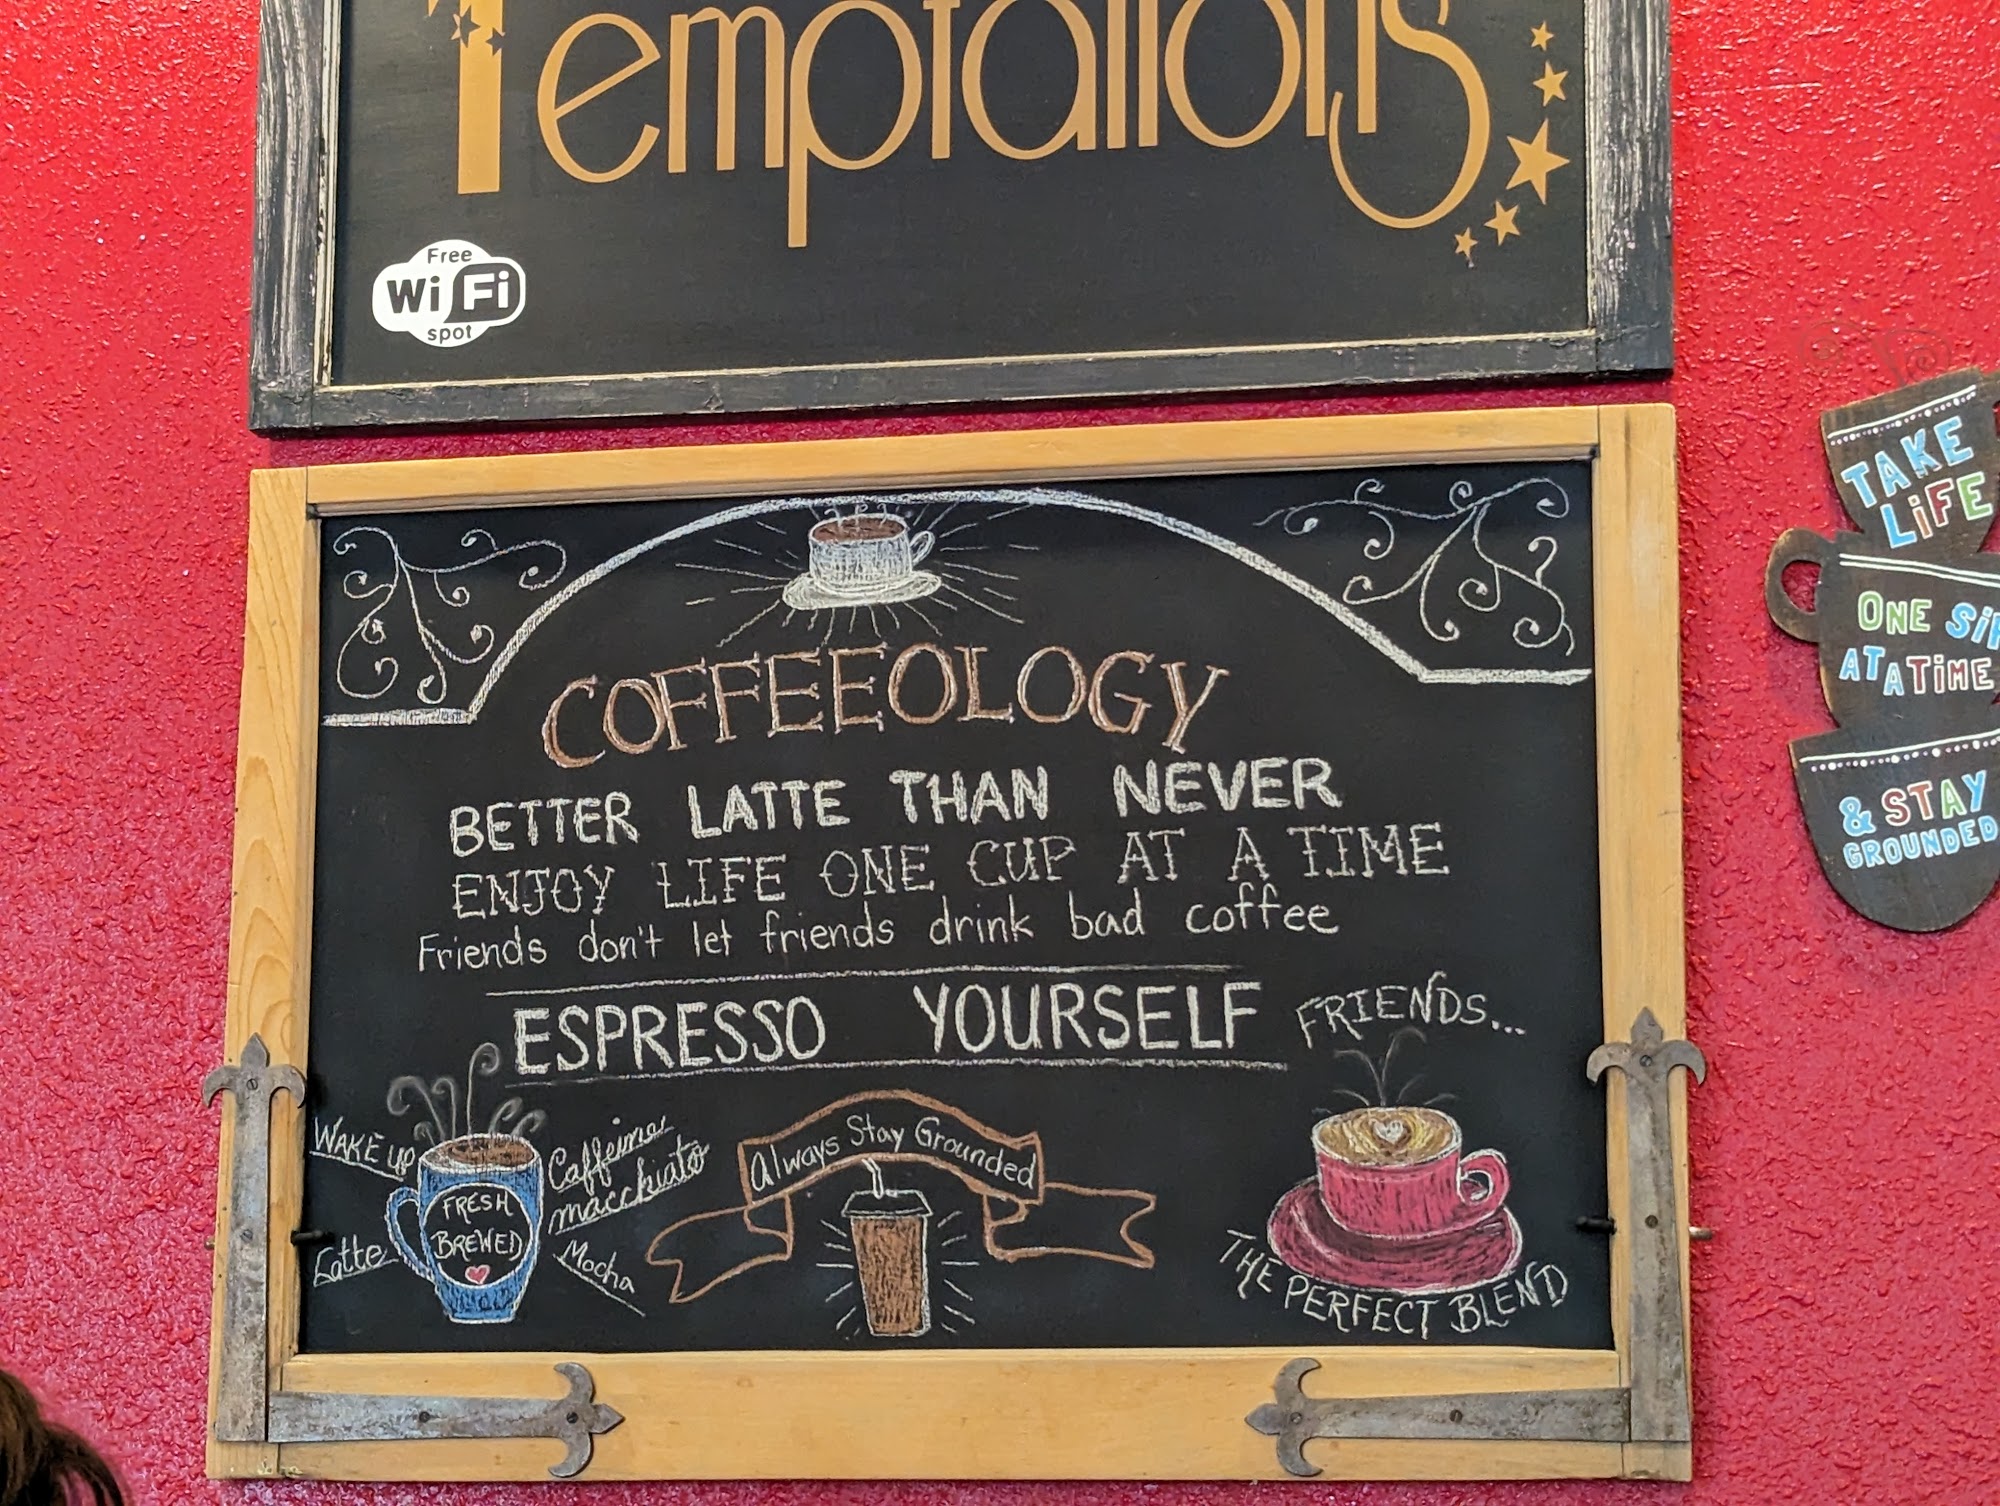 Temptations
Free
WiFi
spot
COFFEEOLOGY
BETTER LATTE THAN NEVER
ENJOY LIFE ONE CUP AT A TIME
Friends don't let friends drink bad coffee
ESPRESSO YOURSELF
FRIENDS...
THE PERFECT BLEND
WAKE UP
Caffeine
macchiato
Latte
Mocha
FRESH
BREWED
Always Stay Grounded
TAKE
LiFE
ONE SiP
AT A TiME
& STAY
GROUNDED